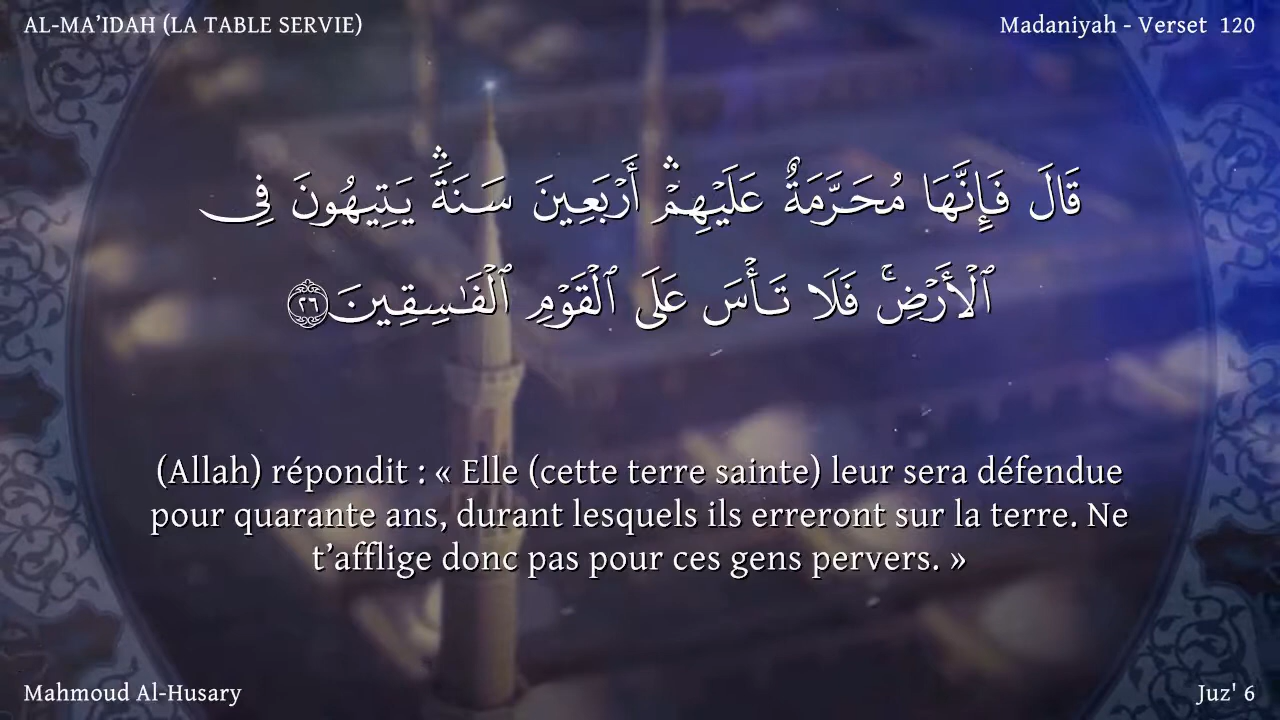 AL-MA’IDAH (LA TABLE SERVIE)
Madaniyah - Verset 120
قَالَ فَإِنَّهَا مُحَرَّمَةٌ عَلَيْهِمْ ۛ أَرْبَعِينَ سَنَةً ۛ يَتِيهُونَ فِى
ٱلْأَرْضِ ۚ فَلَا تَأْسَ عَلَى ٱلْقَوْمِ ٱلْفَـٰسِقِينَ ٢٦
(Allah) répondit : « Elle (cette terre sainte) leur sera défendue
pour quarante ans, durant lesquels ils erreront sur la terre. Ne
t’afflige donc pas pour ces gens pervers. »
Mahmoud Al-Husary
Juz' 6